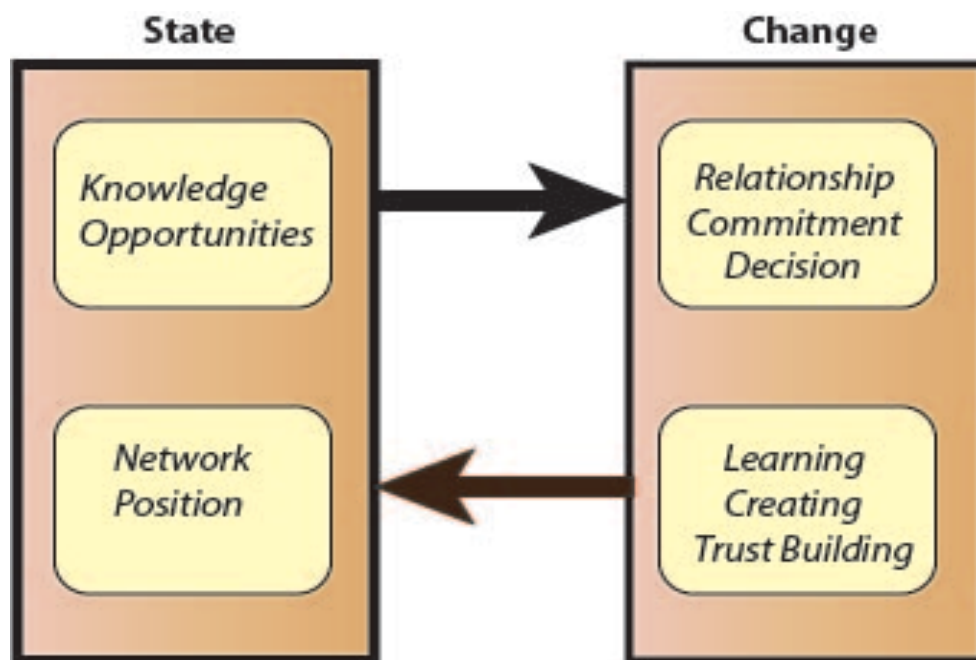 State
Change
Knowledge
Opportunities
Relationship
Commitment
Decision
Network
Position
Learning
Creating
Trust Building